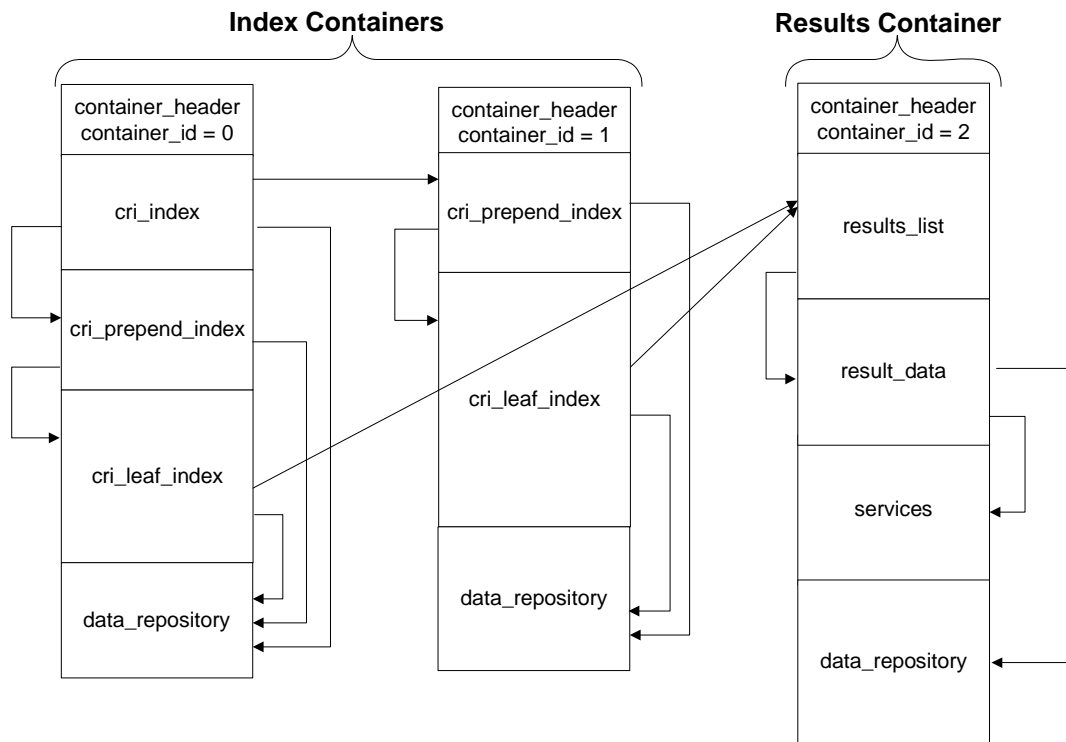 Index Containers
Results Container
container_header
container_id = 0
cri_index
cri_prepend_index
cri_leaf_index
data_repository
container_header
container_id = 1
cri_prepend_index
cri_leaf_index
data_repository
container_header
container_id = 2
results_list
result_data
services
data_repository